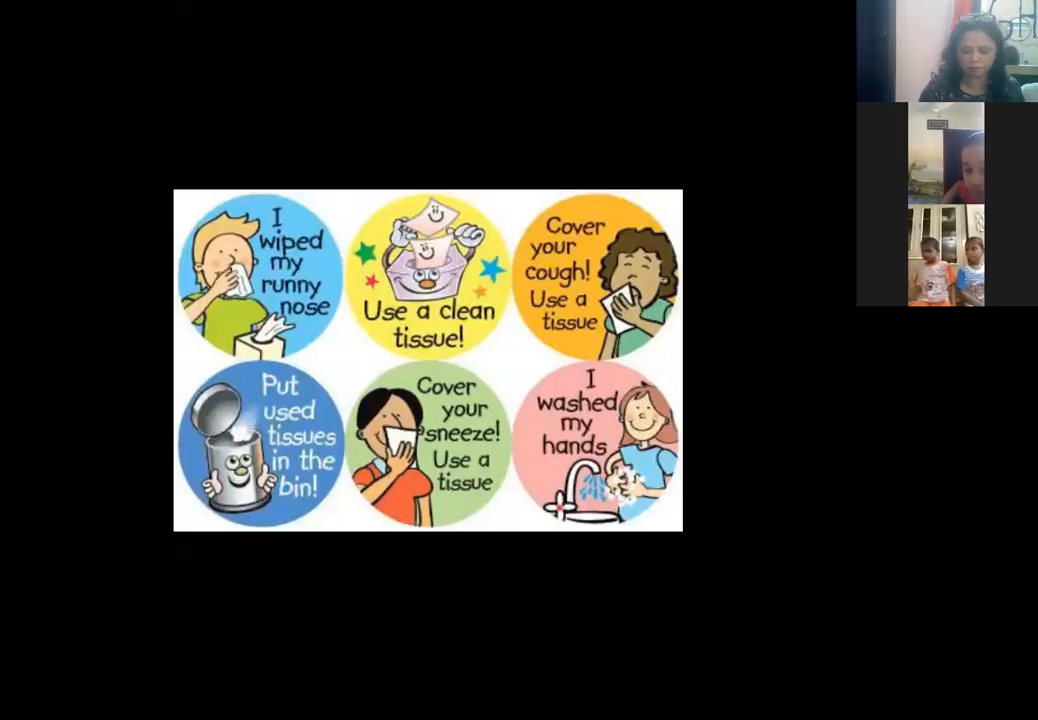 I
wiped
my
runny
nose
Use a clean
tissue!
Cover
your
cough!
Use a
tissue
Put
used
tissues
in the
bin!
Cover
your
sneeze!
Use a
tissue
I
washed
my
hands